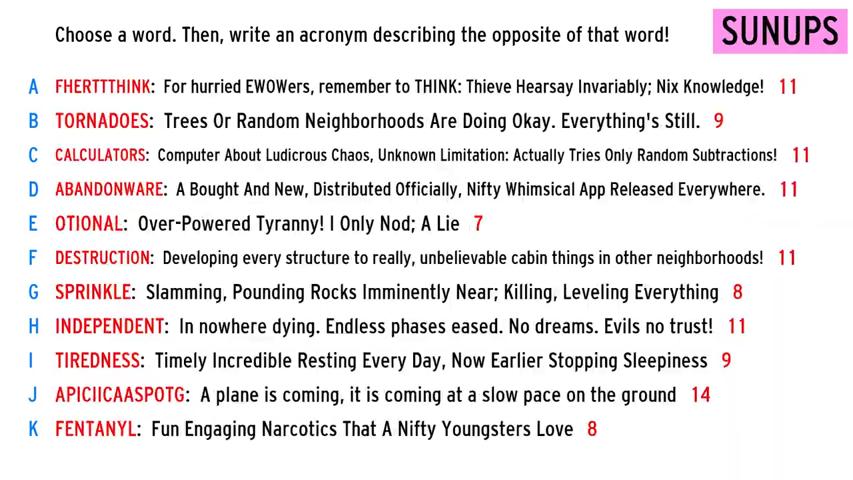 Choose a word. Then, write an acronym describing the opposite of that word!
SUNUPS
A FHERTTTHINK: For hurried EWOWers, remember to THINK: Thieve Hearsay Invariably; Nix Knowledge! 11
B TORNADOES: Trees Or Random Neighborhoods Are Doing Okay. Everything's Still. 9
C CALCULATORS: Computer About Ludicrous Chaos, Unknown Limitation: Actually Tries Only Random Subtractions! 11
D ABANDONWARE: A Bought And New, Distributed Officially, Nifty Whimsical App Released Everywhere. 11
E OTIONAL: Over-Powered Tyranny! I Only Nod; A Lie 7
F DESTRUCTION: Developing every structure to really, unbelievable cabin things in other neighborhoods! 11
G SPRINKLE: Slamming, Pounding Rocks Imminently Near; Killing, Leveling Everything 8
H INDEPENDENT: In nowhere dying. Endless phases eased. No dreams. Evils no trust! 11
I TIREDNESS: Timely Incredible Resting Every Day, Now Earlier Stopping Sleepiness 9
J APICIICAASPOTG: A plane is coming, it is coming at a slow pace on the ground 14
K FENTANYL: Fun Engaging Narcotics That A Nifty Youngsters Love 8